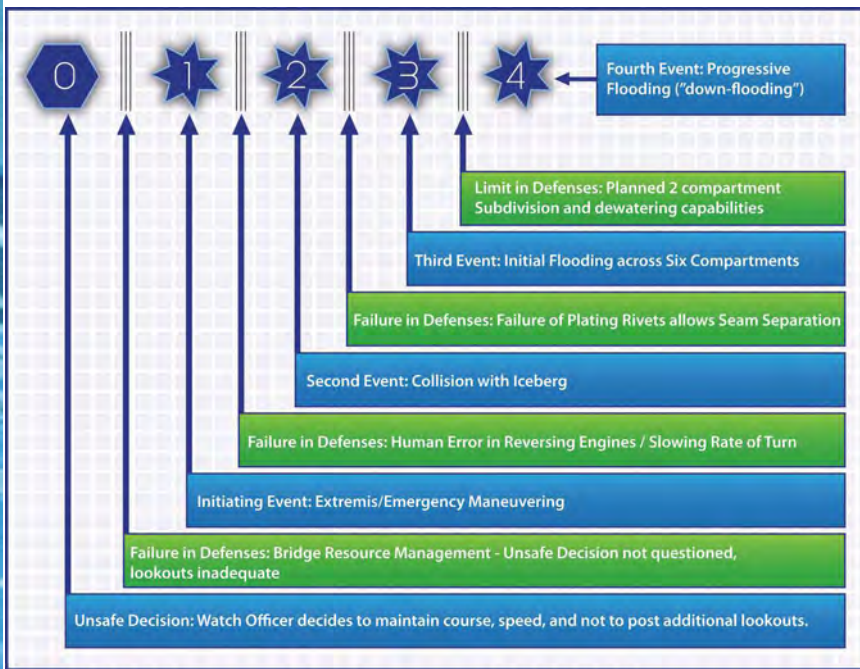 0
1
2
3
4
Fourth Event: Progressive
Flooding ("down-flooding")
Limit in Defenses: Planned 2 compartment
Subdivision and dewatering capabilities
Third Event: Initial Flooding across Six Compartments
Failure in Defenses: Failure of Plating Rivets allows Seam Separation
Second Event: Collision with Iceberg
Failure in Defenses: Human Error in Reversing Engines / Slowing Rate of Turn
Initiating Event: Extremis/Emergency Maneuvering
Failure in Defenses: Bridge Resource Management - Unsafe Decision not questioned,
lookouts inadequate
Unsafe Decision: Watch Officer decides to maintain course, speed, and not to post additional lookouts.